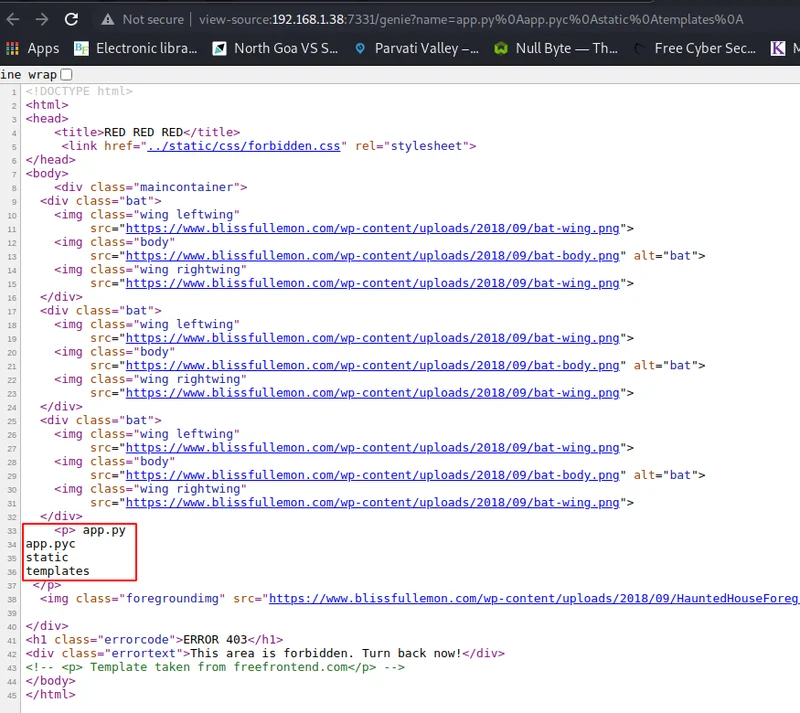 Not secure | view-source:192.168.1.38:7331/genie?name=app.py%0Aapp.pyc%0Astatic%0Atemplates%0A
Apps Electronic libra... North Goa VS S... Parvati Valley –... Null Byte — Th... Free Cyber Sec...
ine wrap
1 <!DOCTYPE html>
2 <html>
3 <head>
4 <title>RED RED RED</title>
5 <link href="../static/css/forbidden.css" rel="stylesheet">
6 </head>
7 <body>
8 <div class="maincontainer">
9 <div class="bat">
10 <img class="wing leftwing"
11 src="https://www.blissfullemon.com/wp-content/uploads/2018/09/bat-wing.png">
12 <img class="body"
13 src="https://www.blissfullemon.com/wp-content/uploads/2018/09/bat-body.png" alt="bat">
14 <img class="wing rightwing"
15 src="https://www.blissfullemon.com/wp-content/uploads/2018/09/bat-wing.png">
16 </div>
17 <div class="bat">
18 <img class="wing leftwing"
19 src="https://www.blissfullemon.com/wp-content/uploads/2018/09/bat-wing.png">
20 <img class="body"
21 src="https://www.blissfullemon.com/wp-content/uploads/2018/09/bat-body.png" alt="bat">
22 <img class="wing rightwing"
23 src="https://www.blissfullemon.com/wp-content/uploads/2018/09/bat-wing.png">
24 </div>
25 <div class="bat">
26 <img class="wing leftwing"
27 src="https://www.blissfullemon.com/wp-content/uploads/2018/09/bat-wing.png">
28 <img class="body"
29 src="https://www.blissfullemon.com/wp-content/uploads/2018/09/bat-body.png" alt="bat">
30 <img class="wing rightwing"
31 src="https://www.blissfullemon.com/wp-content/uploads/2018/09/bat-wing.png">
32 </div>
33 <p> app.py
34 app.pyc
35 static
36 templates
37 </p>
38 <img class="foregroundimg" src="https://www.blissfullemon.com/wp-content/uploads/2018/09/HauntedHouseForeg
39
40 </div>
41 <h1 class="errorcode">ERROR 403</h1>
42 <div class="errortext">This area is forbidden. Turn back now!</div>
43 <!-- <p> Template taken from freefrontend.com</p> -->
44 </body>
45 </html>